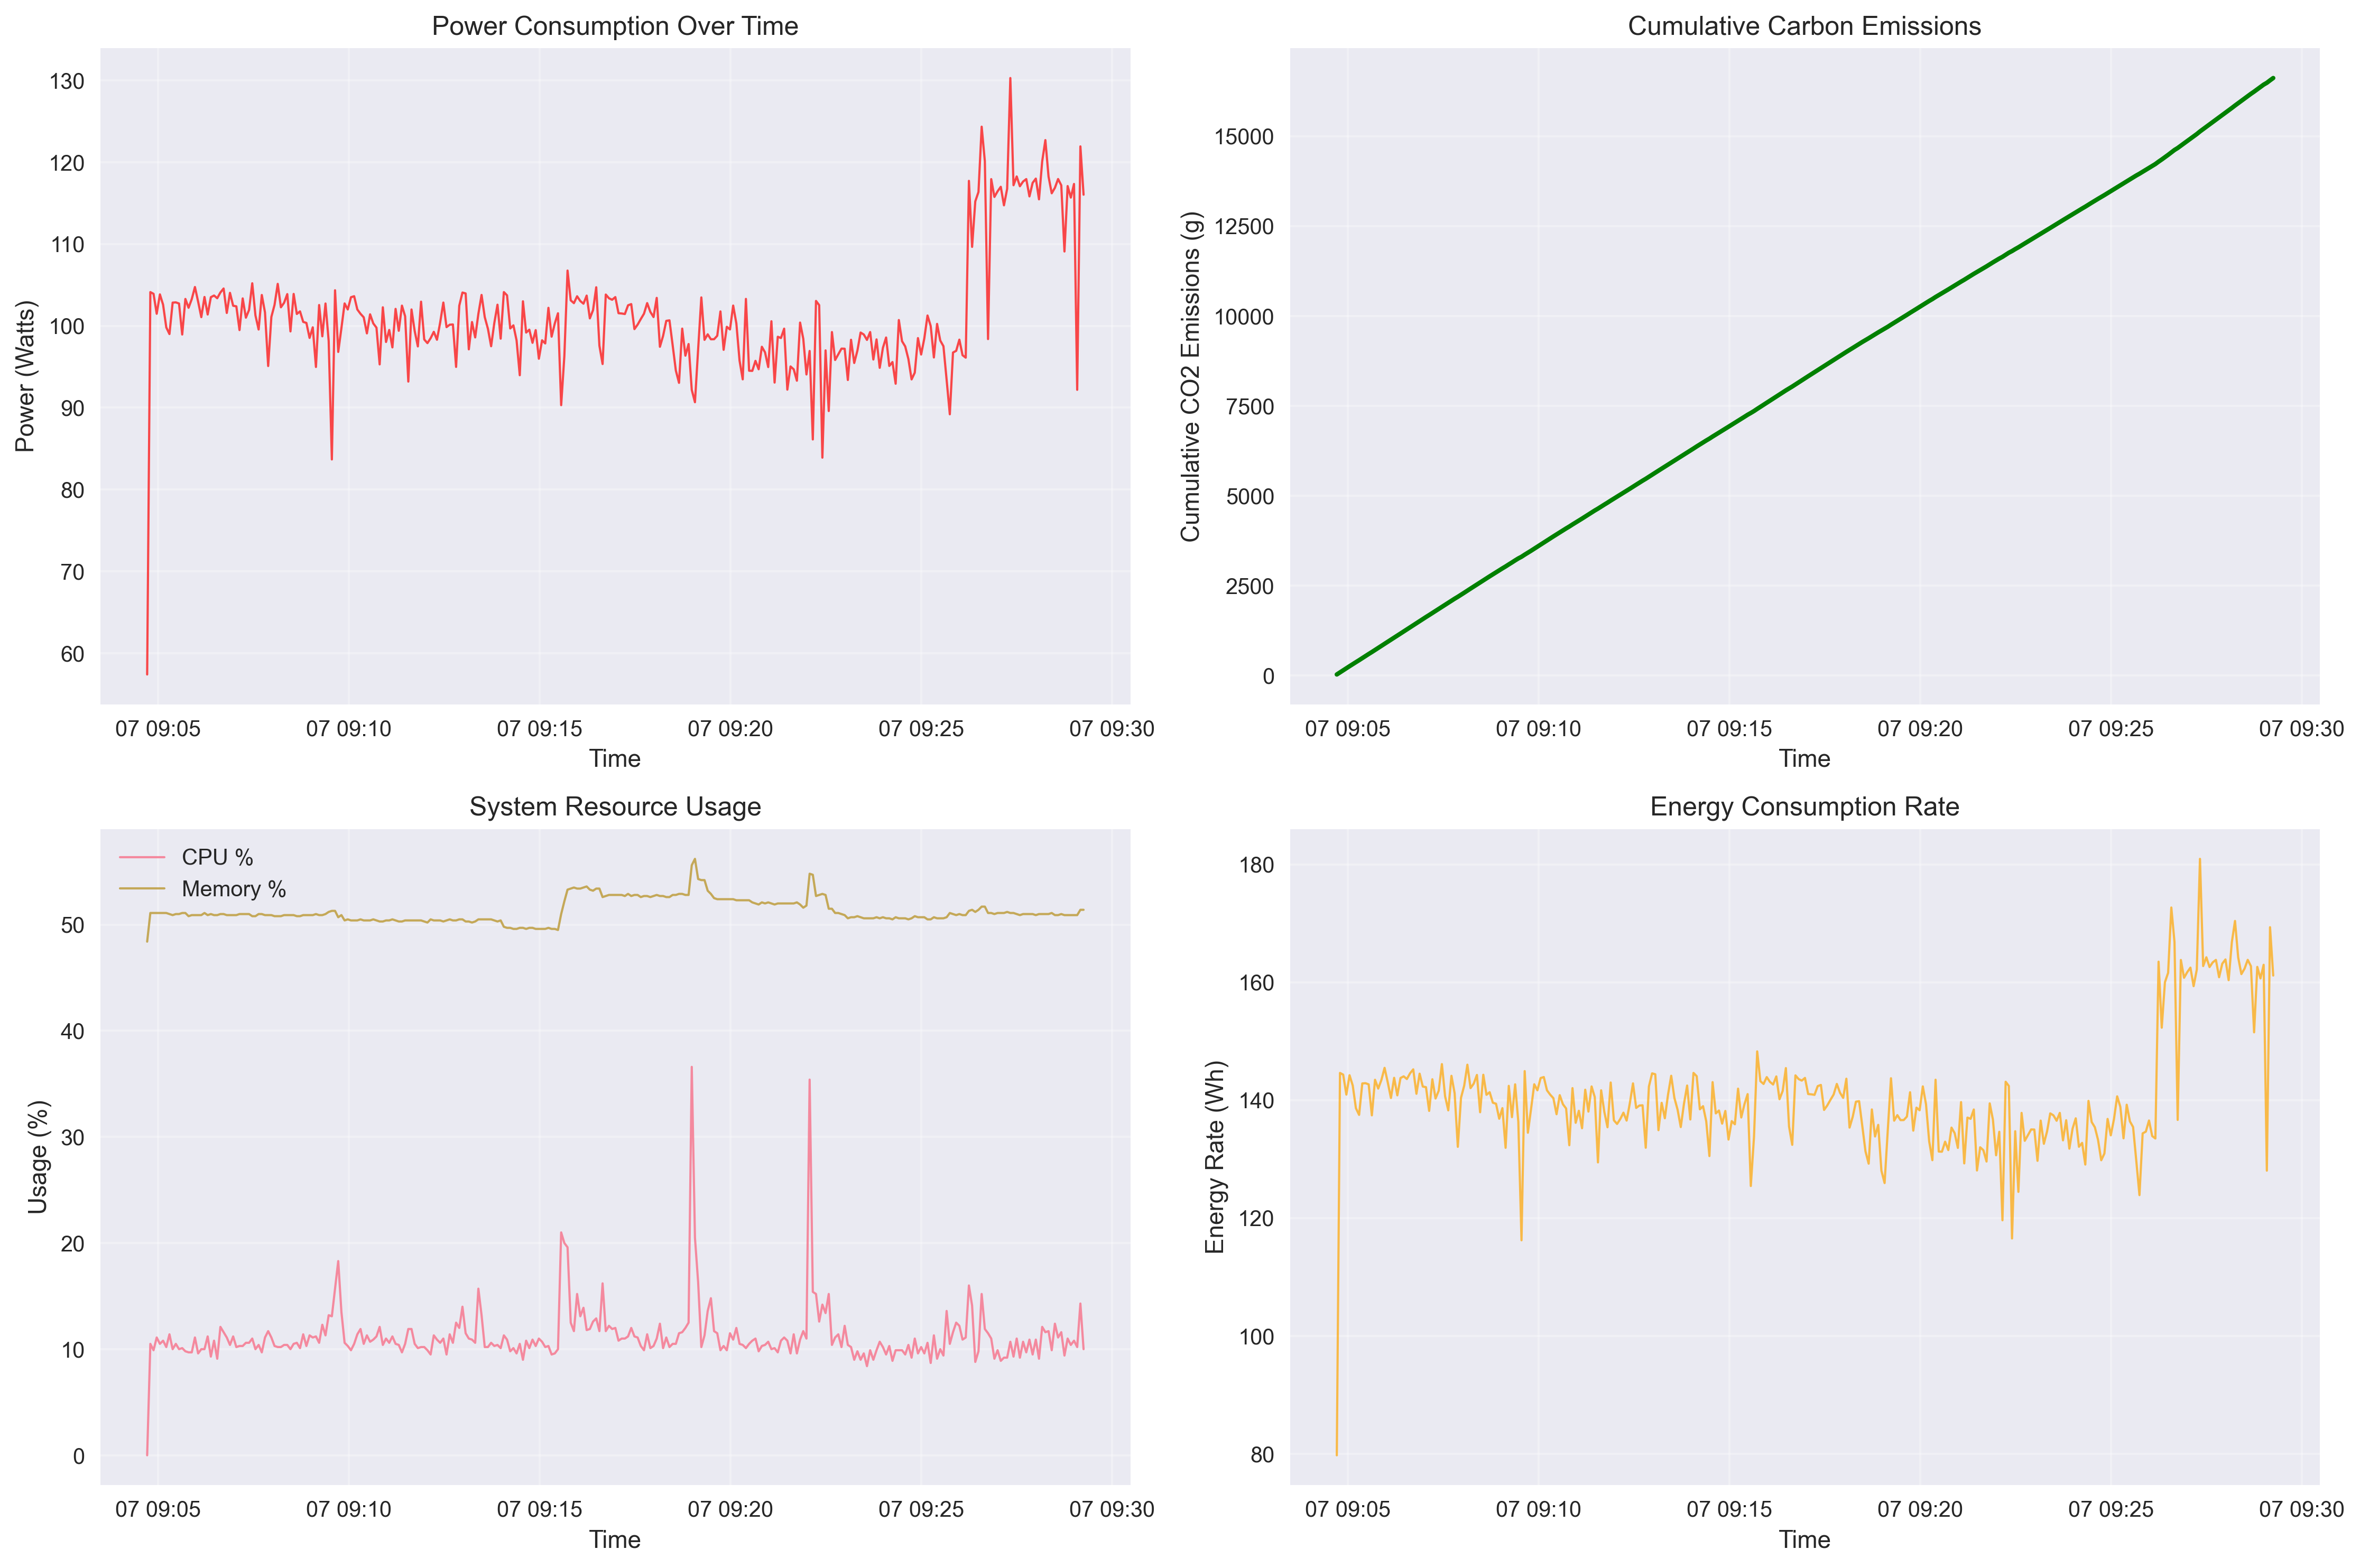 Power Consumption Over Time
Power (Watts)
130
120
110
100
90
80
70
60
07 09:05 07 09:10 07 09:15 07 09:20 07 09:25 07 09:30
Time
Cumulative Carbon Emissions
Cumulative CO2 Emissions (g)
15000
12500
10000
7500
5000
2500
0
07 09:05 07 09:10 07 09:15 07 09:20 07 09:25 07 09:30
Time
System Resource Usage
CPU %
Memory %
Usage (%)
50
40
30
20
10
0
07 09:05 07 09:10 07 09:15 07 09:20 07 09:25 07 09:30
Time
Energy Consumption Rate
Energy Rate (Wh)
180
160
140
120
100
80
07 09:05 07 09:10 07 09:15 07 09:20 07 09:25 07 09:30
Time